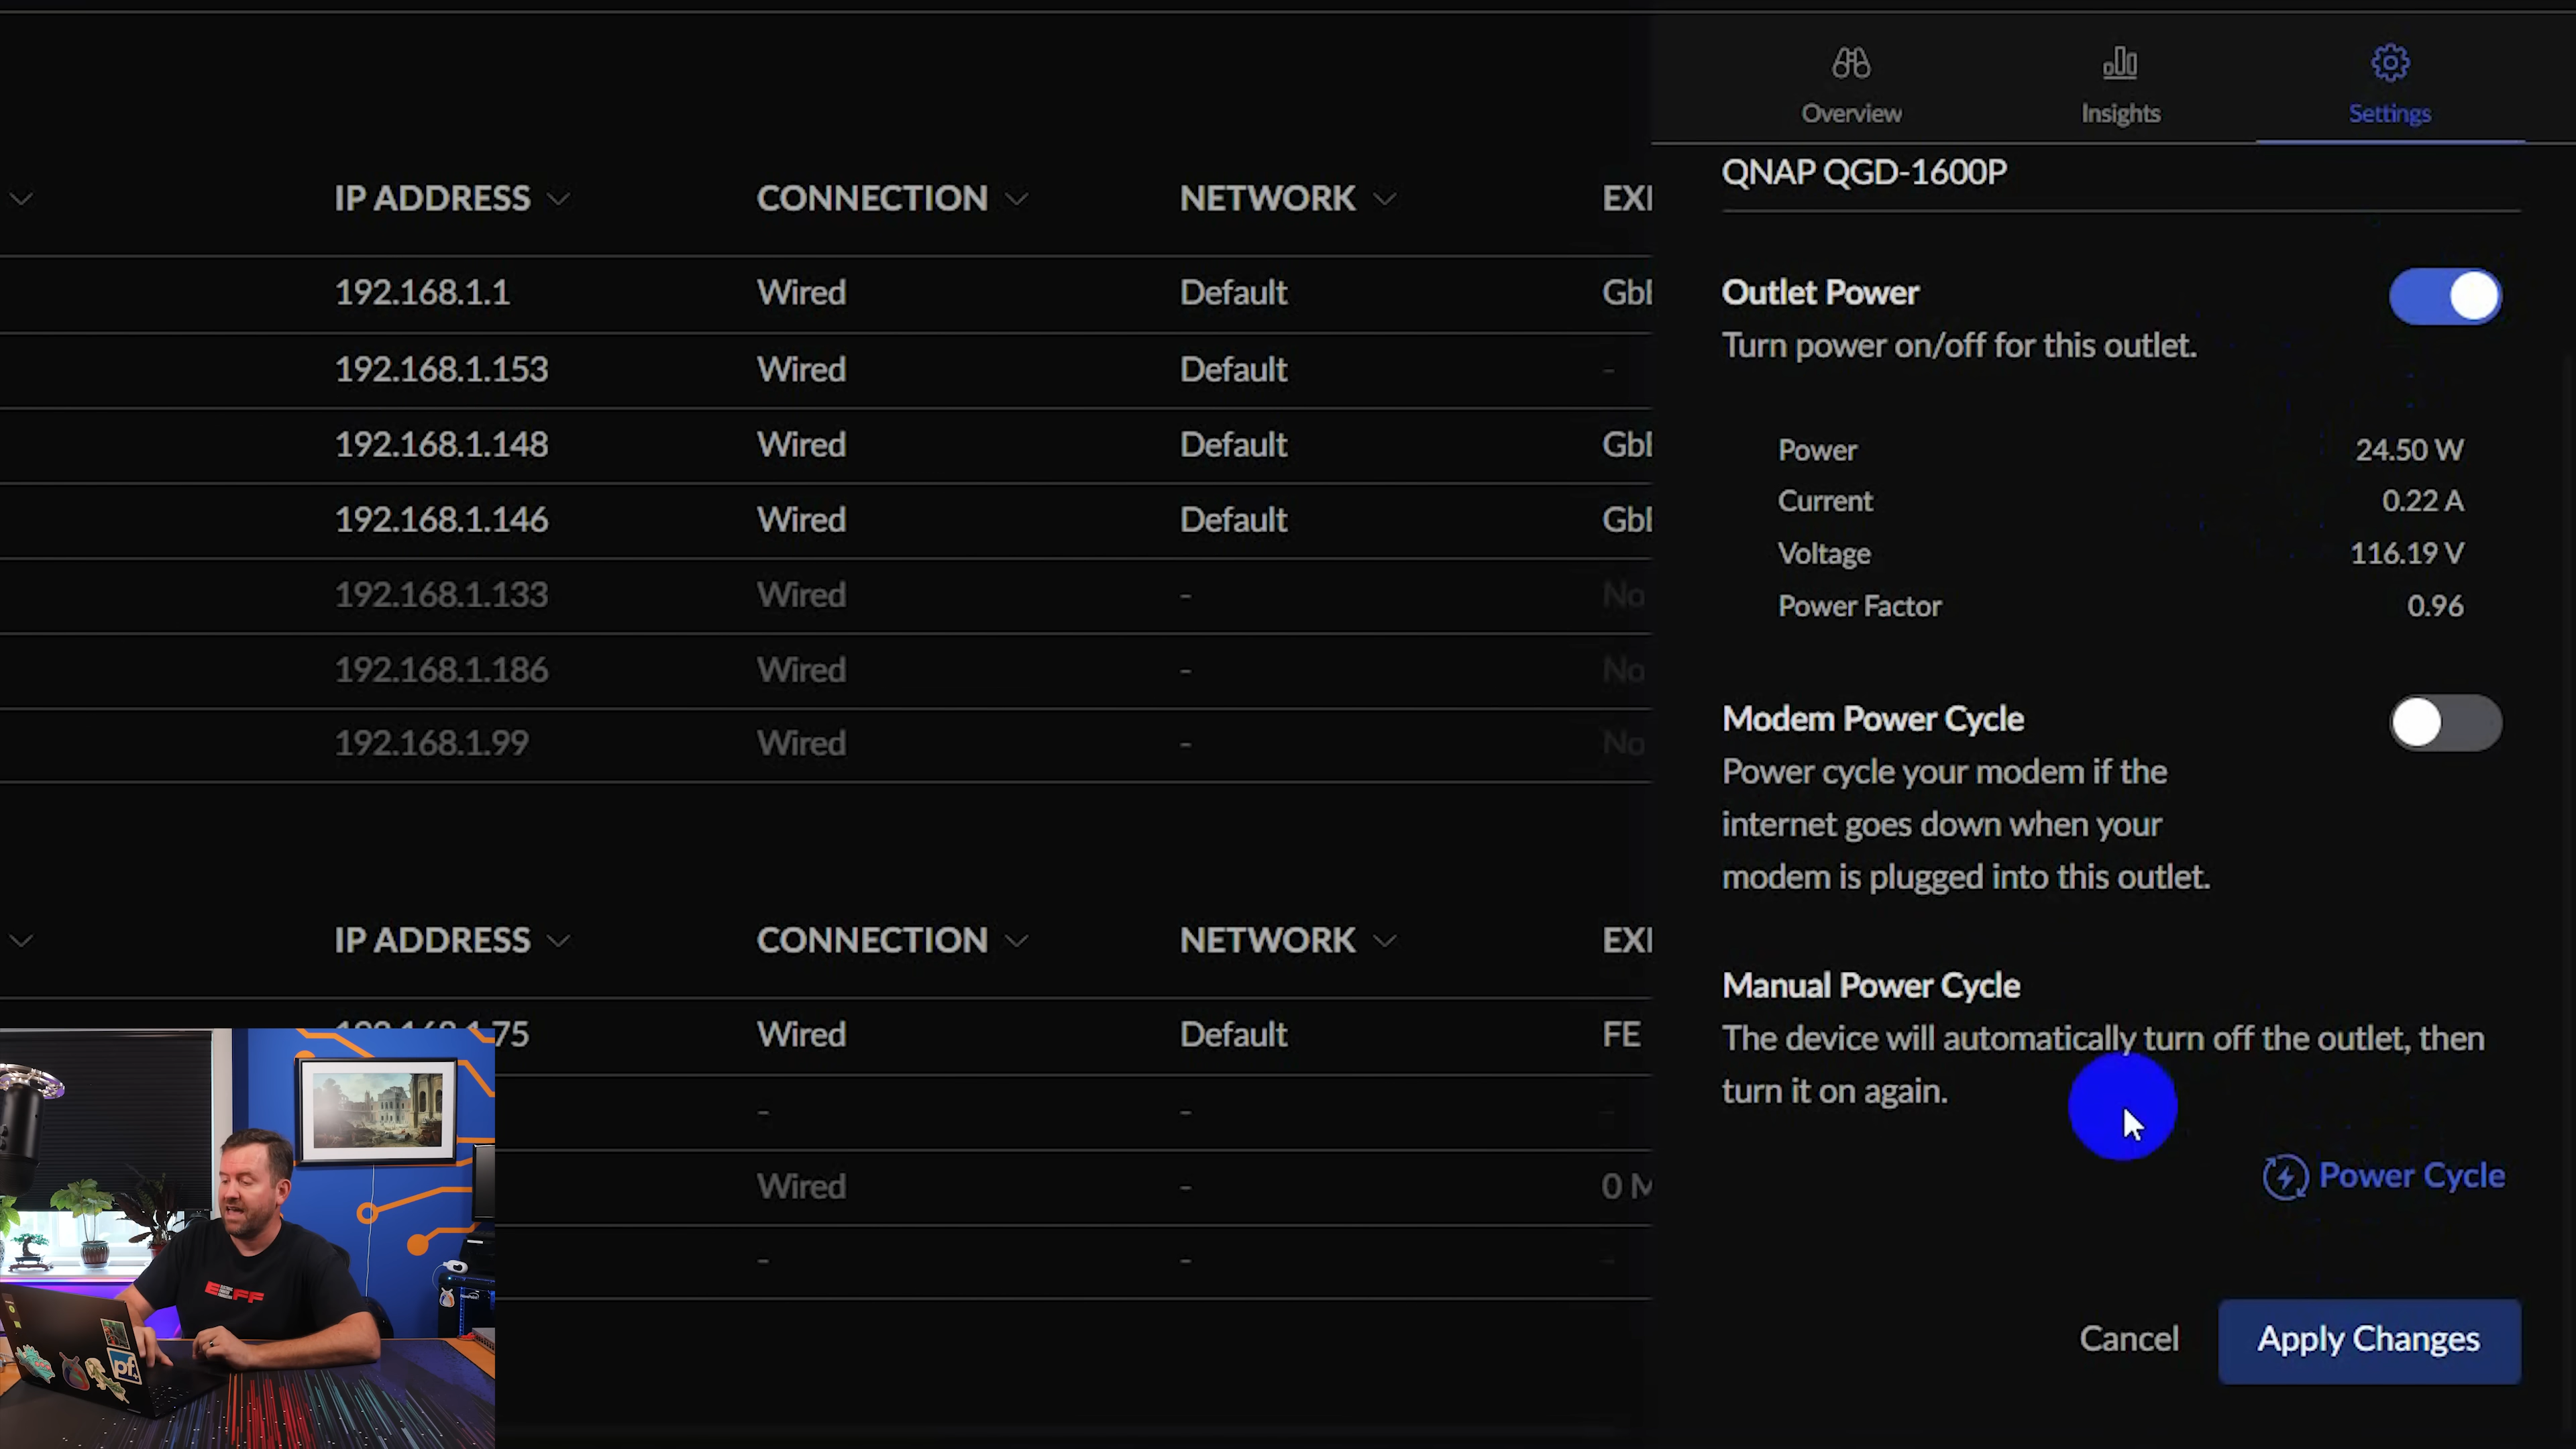 Overview Insights Settings
QNAP QGD-1600P
IP ADDRESS CONNECTION NETWORK
192.168.1.1 Wired Default
192.168.1.153 Wired Default -
192.168.1.148 Wired Default
192.168.1.146 Wired Default
192.168.1.133 Wired - No
192.168.1.186 Wired - No
192.168.1.99 Wired - No
IP ADDRESS CONNECTION NETWORK
75 Wired Default FE
- -
Wired - 0 M
- - -
Outlet Power
Turn power on/off for this outlet.
Power 24.50 W
Current 0.22 A
Voltage 116.19 V
Power Factor 0.96
Modem Power Cycle
Power cycle your modem if the
internet goes down when your
modem is plugged into this outlet.
Manual Power Cycle
The device will automatically turn off the outlet, then
turn it on again.
Power Cycle
Cancel Apply Changes
pf